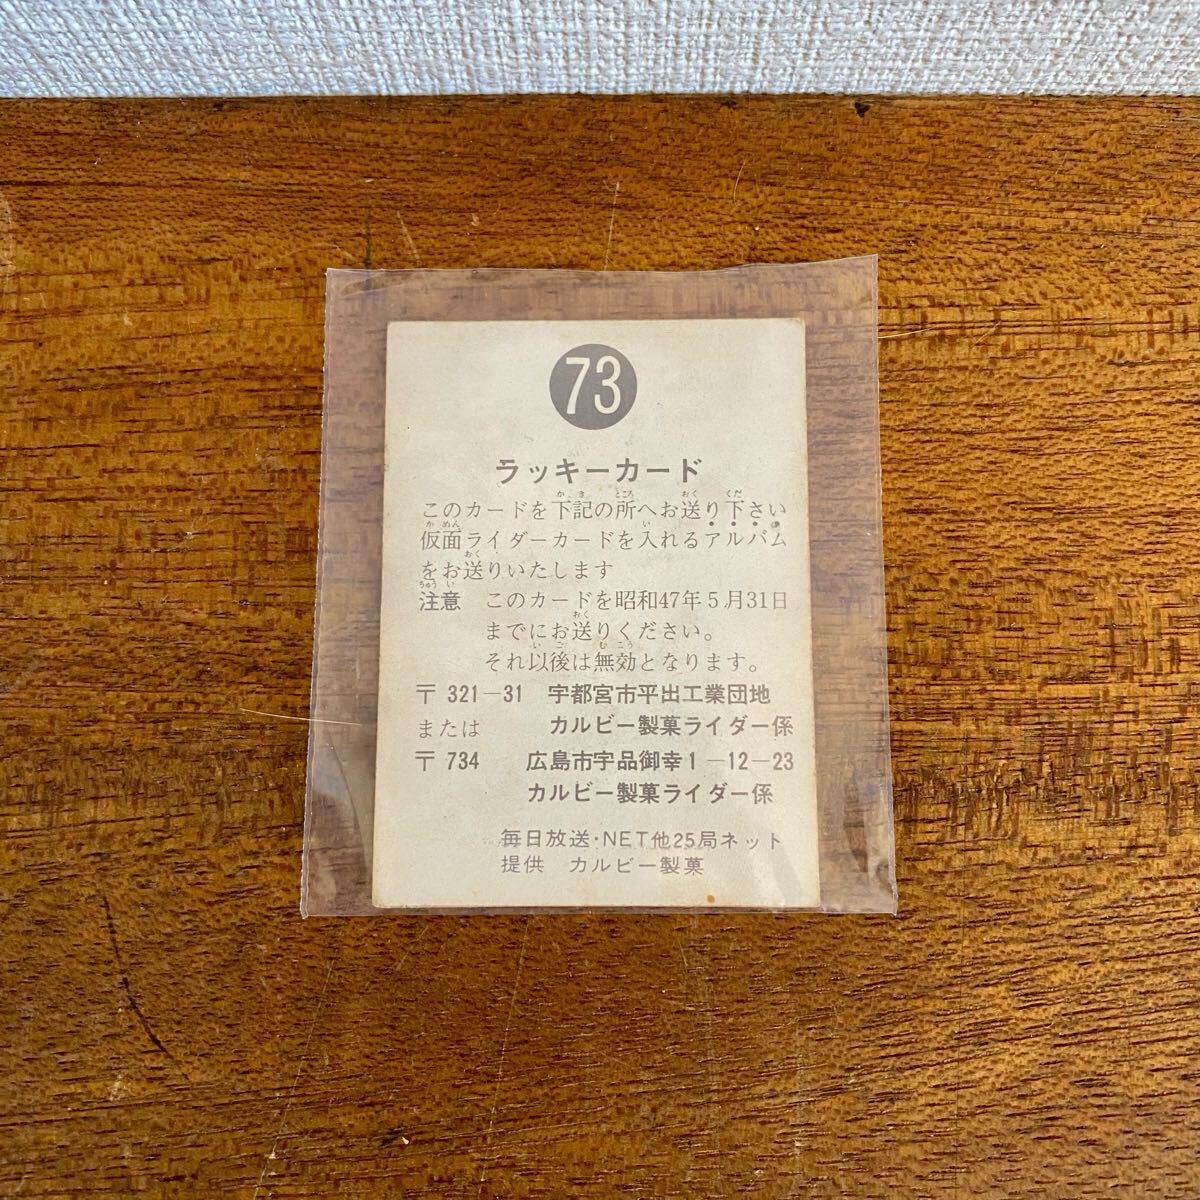 73
ラッキーカード
このカードを下記の所へお送り下さい
仮面ライダーカードを入れるアルバム
をお送りいたします
注意 このカードを昭和47年5月31日
までにお送りください。
それ以後は無効となります。
〒 321-31 宇都宮市平出工業団地
または カルビー製菓ライダー係
〒 734 広島市宇品御幸1-12-23
カルビー製菓ライダー係
毎日放送・NET他25局ネット
提供 カルビー製菓